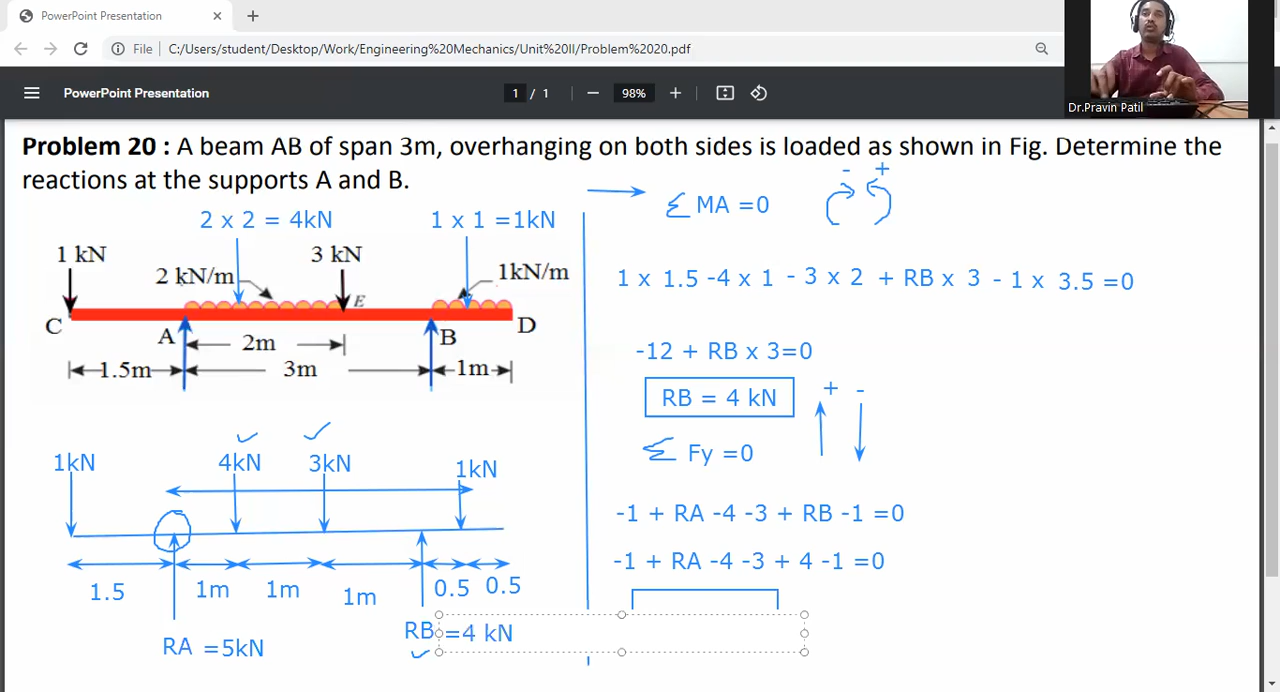 PowerPoint Presentation
File
C:/Users/student/Desktop/Work/Engineering%20Mechanics/Unit%20II/Problem%2020.pdf
PowerPoint Presentation
1 / 1
98%
Dr.Pravin Patil
Problem 20 : A beam AB of span 3m, overhanging on both sides is loaded as shown in Fig. Determine the
reactions at the supports A and B.
2 x 2 = 4kN
1 x 1 =1kN
1 kN
2 kN/m
3 kN
1kN/m
E
C
A
B
D
2m
1.5m
3m
1m
1kN
4kN
3kN
1kN
1.5
1m
1m
1m
0.5
0.5
RA =5kN
RB =4 kN
Σ MA =0
- +
1 x 1.5 -4 x 1 - 3 x 2 + RB x 3 - 1 x 3.5 =0
-12 + RB x 3=0
RB = 4 kN
+ -
Σ Fy =0
-1 + RA -4 -3 + RB -1 =0
-1 + RA -4 -3 + 4 -1 =0